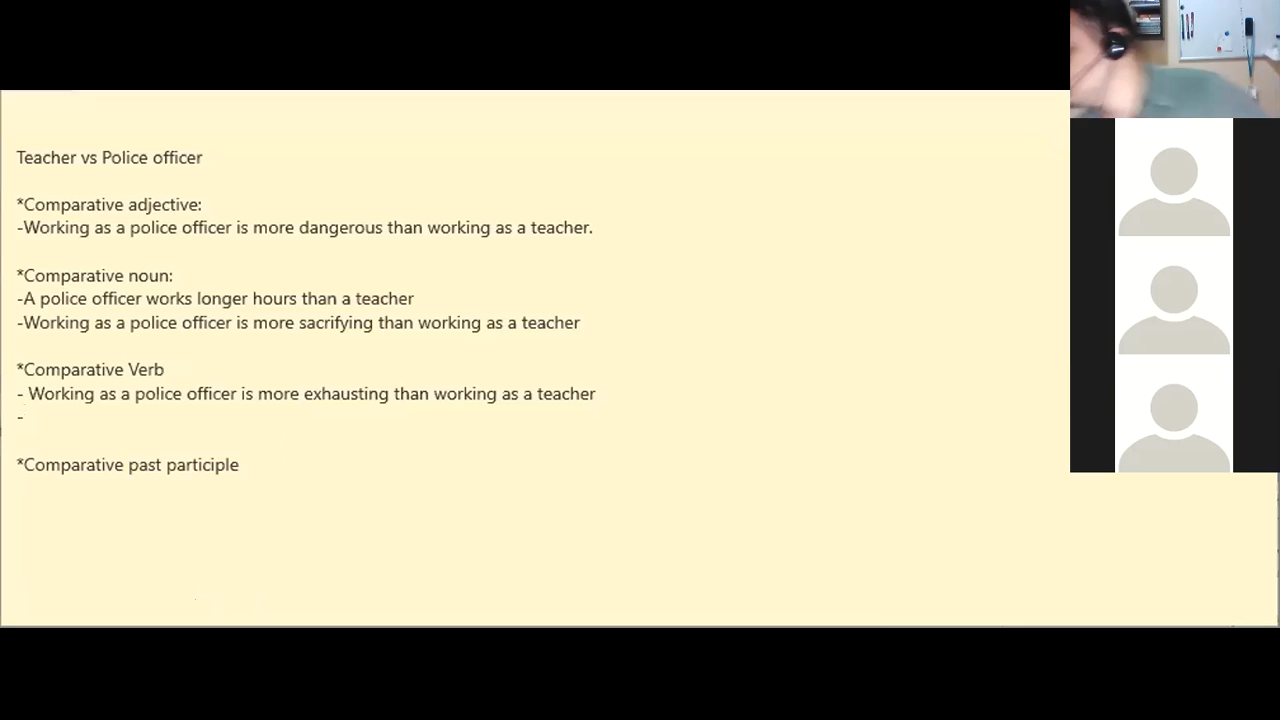 Teacher vs Police officer
*Comparative adjective:
-Working as a police officer is more dangerous than working as a teacher.
*Comparative noun:
-A police officer works longer hours than a teacher
-Working as a police officer is more sacrifying than working as a teacher
*Comparative Verb
- Working as a police officer is more exhausting than working as a teacher
-
*Comparative past participle